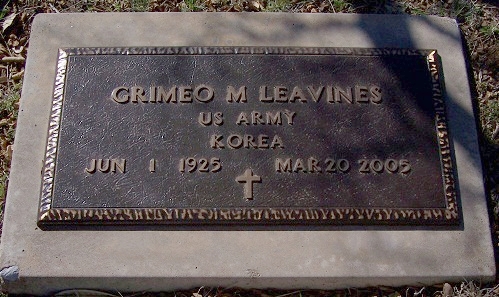 GRIMEO M LEAVINES
US ARMY
KOREA
JUN 1 1925 MAR 20 2005